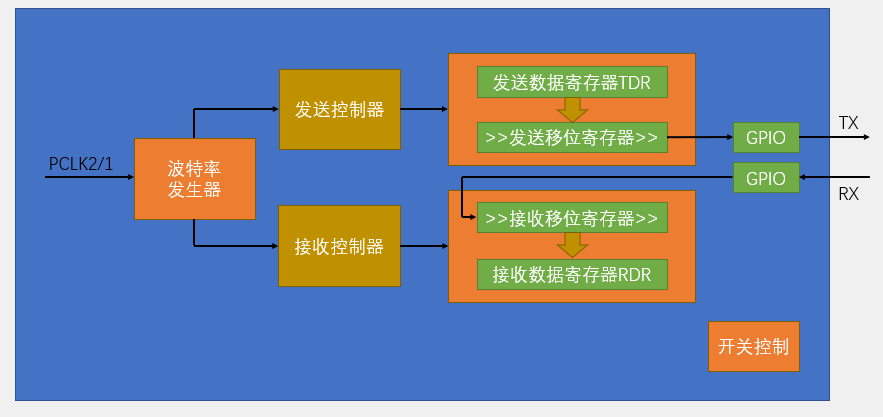 发送数据寄存器TDR
发送控制器
>>发送移位寄存器>>
GPIO
TX
PCLK2/1
波特率
发生器
GPIO
RX
>>接收移位寄存器>>
接收控制器
接收数据寄存器RDR
开关控制